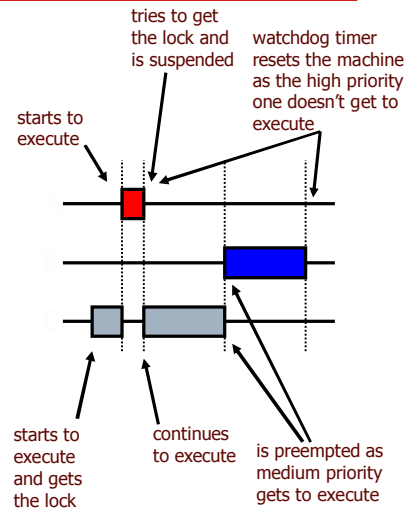 tries to get
the lock and
is suspended
watchdog timer
resets the machine
as the high priority
one doesn't get to
execute
starts to
execute
starts to
execute
and gets
the lock
continues
to execute
is preempted as
medium priority
gets to execute